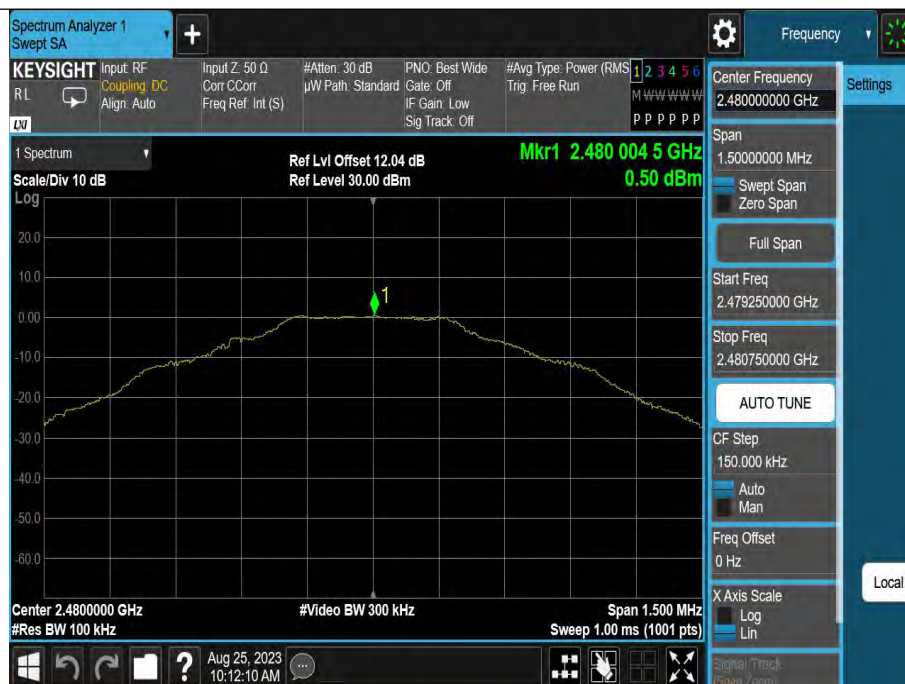 Spectrum Analyzer 1
Swept SA
+
Frequency
KEYSIGHT
RL
LXI
Input: RF
Coupling: DC
Align: Auto
Input Z: 50 Ω
Corr CCorr
Freq Ref: Int (S)
#Atten: 30 dB
µW Path: Standard
PNO: Best Wide
Gate: Off
IF Gain: Low
Sig Track: Off
#Avg Type: Power (RMS
Trig: Free Run
1 2 3 4 5 6
M W W W W W
P P P P P P
Center Frequency
2.480000000 GHz
Settings
Span
1.50000000 MHz
Swept Span
Zero Span
Full Span
Start Freq
2.479250000 GHz
Stop Freq
2.480750000 GHz
AUTO TUNE
CF Step
150.000 kHz
Auto
Man
Freq Offset
0 Hz
X Axis Scale
Log
Lin
Signal Track
(Span Zoom)
Local
1 Spectrum
Scale/Div 10 dB
Ref Lvl Offset 12.04 dB
Ref Level 30.00 dBm
Mkr1 2.480 004 5 GHz
0.50 dBm
Log
20.0
10.0
0.00
-10.0
-20.0
-30.0
-40.0
-50.0
-60.0
1
Center 2.4800000 GHz
#Res BW 100 kHz
#Video BW 300 kHz
Span 1.500 MHz
Sweep 1.00 ms (1001 pts)
?
Aug 25, 2023
10:12:10 AM